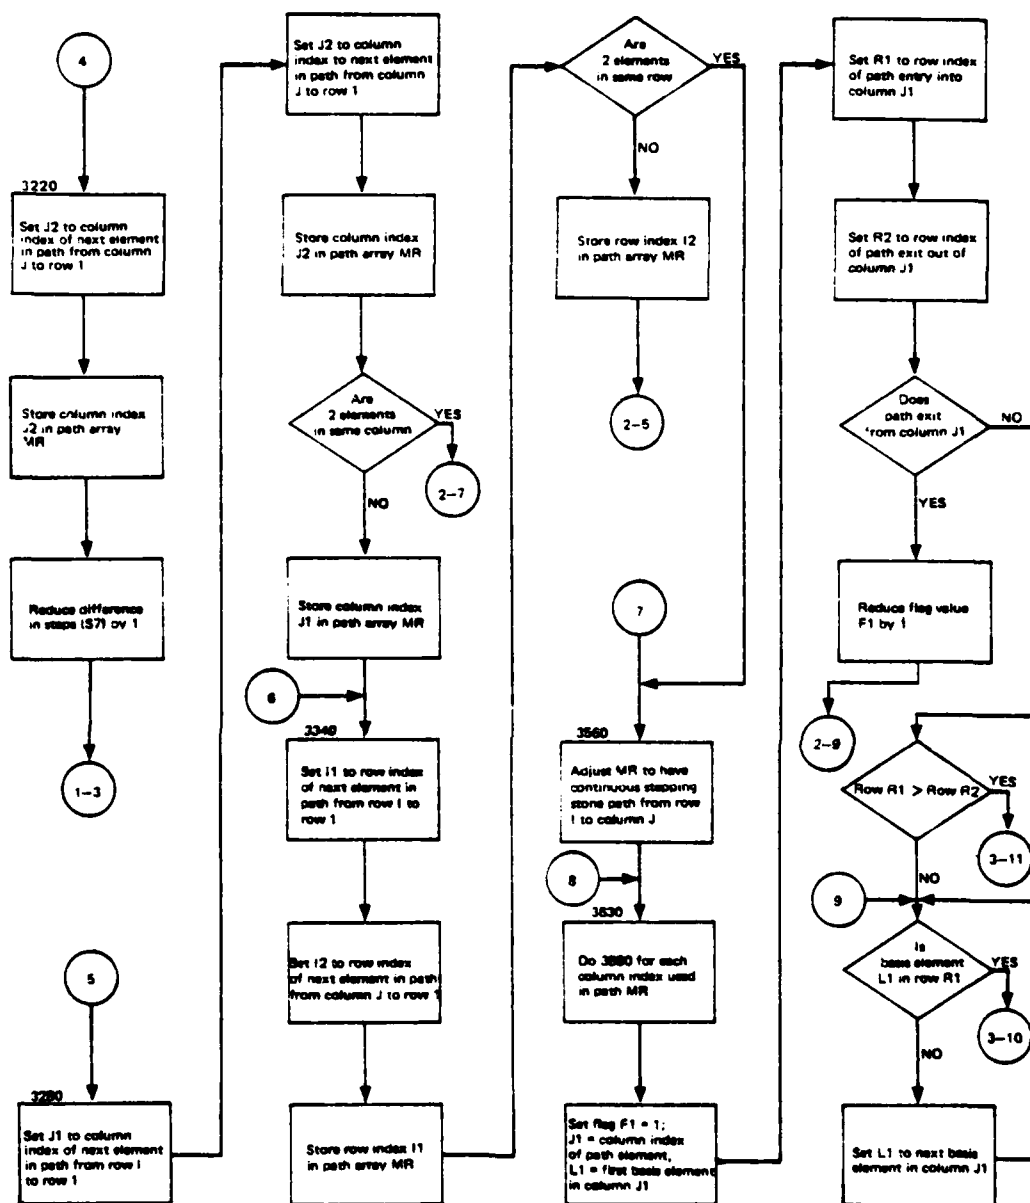 4
3220
Set J2 to column
index of next element
in path from column
J to row 1
Store column index
J2 in path array
MR
Reduce difference
in steps (S7) by 1
1-3
5
3280
Set J1 to column
index of next element
in path from row I
to row 1
Set J2 to column
index to next element
in path from column
J to row 1
Store column index
J2 in path array MR
Are
2 elements
in same column
YES
2-7
NO
Store column index
J1 in path array MR
6
3340
Set I1 to row index
of next element in
path from row I to
row 1
Set I2 to row index
of next element in path
from column J to row 1
Store row index I1
in path array MR
Are
2 elements
in same row
YES
NO
Store row index I2
in path array MR
2-5
7
3560
Adjust MR to have
continuous stepping
stone path from row
I to column J
8
3630
Do 3880 for each
column index used
in path MR
Set flag F1 = 1;
J1 = column index
of path element,
L1 = first basis element
in column J1
Set R1 to row index
of path entry into
column J1
Set R2 to row index
of path exit out of
column J1
Does
path exit
from column J1
NO
YES
Reduce flag value
F1 by 1
2-9
Row R1 > Row R2
YES
3-11
NO
9
Is
basis element
L1 in row R1
YES
3-10
NO
Set L1 to next basis
element in column J1